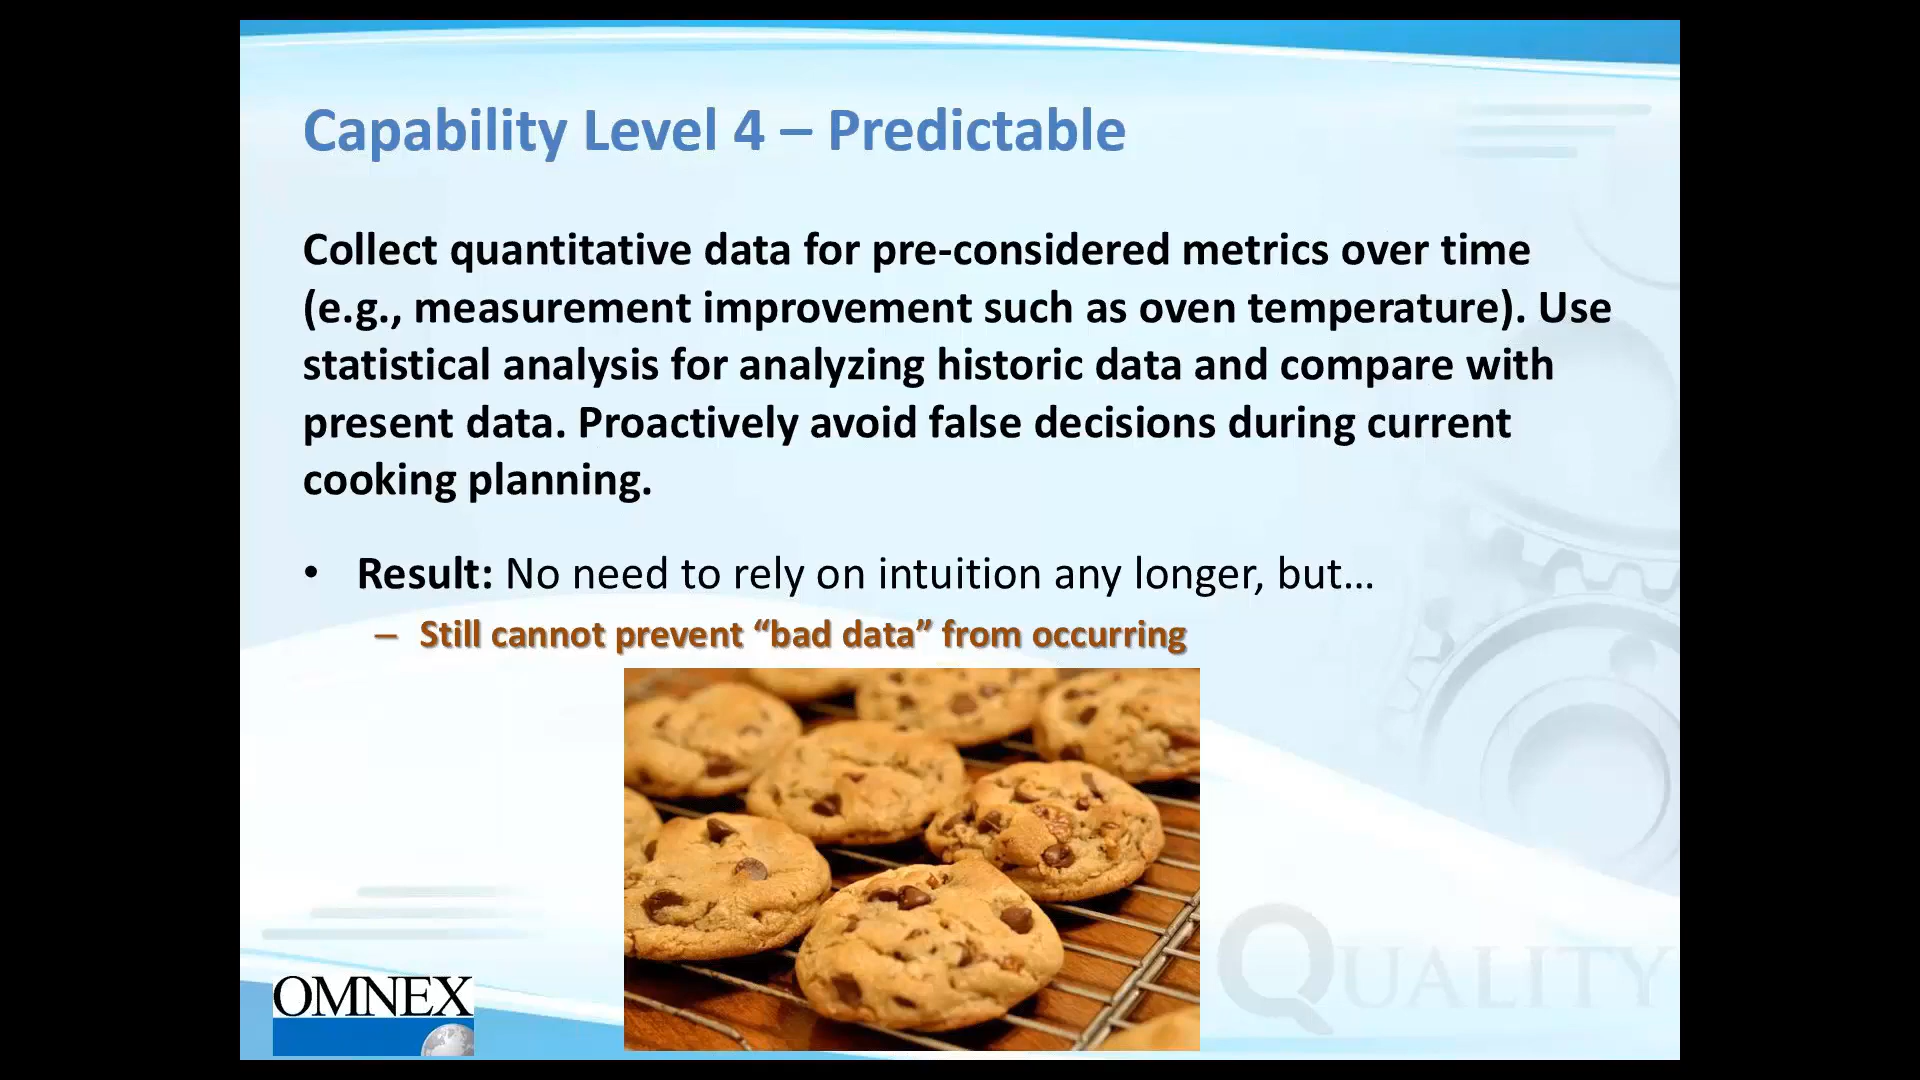 Capability Level 4 – Predictable
Collect quantitative data for pre-considered metrics over time
(e.g., measurement improvement such as oven temperature). Use
statistical analysis for analyzing historic data and compare with
present data. Proactively avoid false decisions during current
cooking planning.
• Result: No need to rely on intuition any longer, but…
– Still cannot prevent “bad data” from occurring
OMNEX
QUALITY